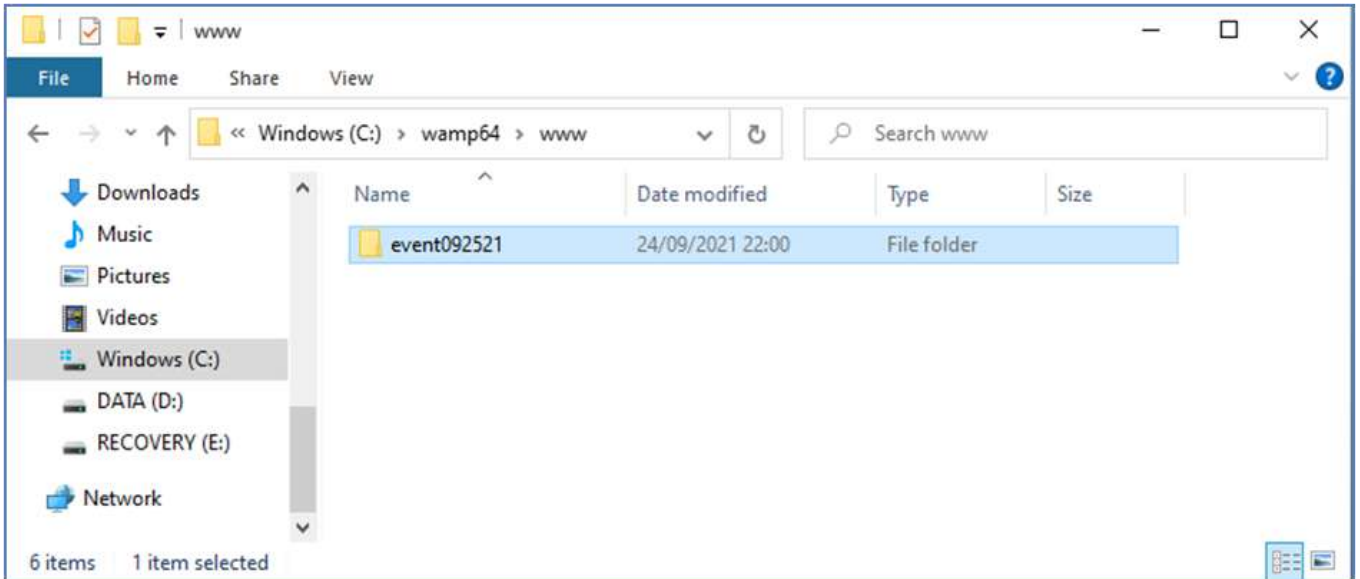 www
File Home Share View
« Windows (C:) > wamp64 > www
Search www
Downloads
Music
Pictures
Videos
Windows (C:)
DATA (D:)
RECOVERY (E:)
Network
Name Date modified Type Size
event092521 24/09/2021 22:00 File folder
6 items 1 item selected